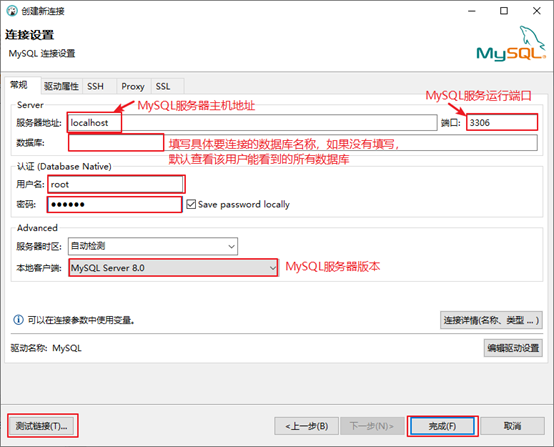 创建新连接
连接设置
MySQL 连接设置
MySQL
常规 驱动属性 SSH Proxy SSL
MySQL服务器主机地址
MySQL服务运行端口
Server
服务器地址: localhost 端口: 3306
数据库:
填写具体要连接的数据库名称，如果没有填写，
默认查看该用户能看到的所有数据库
认证 (Database Native)
用户名: root
密码: ●●●●●● Save password locally
Advanced
服务器时区: 自动检测
本地客户端: MySQL Server 8.0 MySQL服务器版本
可以在连接参数中使用变量。 连接详情(名称、类型 ... )
驱动名称: MySQL 编辑驱动设置
测试链接(T)... <上一步(B) 下一步(N)> 完成(F) 取消